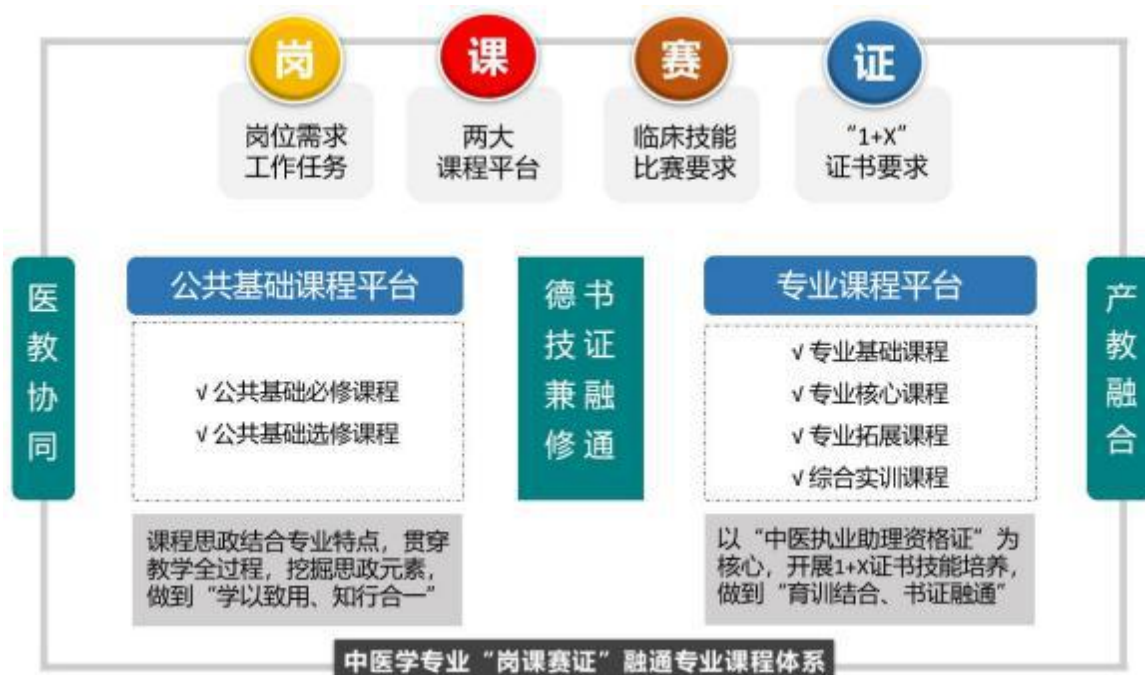 岗
岗位需求
工作任务
课
两大
课程平台
赛
临床技能
比赛要求
证
“1+X”
证书要求
医教协同
公共基础课程平台
√ 公共基础必修课程
√ 公共基础选修课程
课程思政结合专业特点，贯穿
教学全过程，挖掘思政元素，
做到“学以致用、知行合一”
德技兼修
书证融通
专业课程平台
√ 专业基础课程
√ 专业核心课程
√ 专业拓展课程
√ 综合实训课程
以“中医执业助理资格证”为
核心，开展1+X证书技能培养，
做到“育训结合、书证融通”
产教融合
中医学专业“岗课赛证”融通专业课程体系